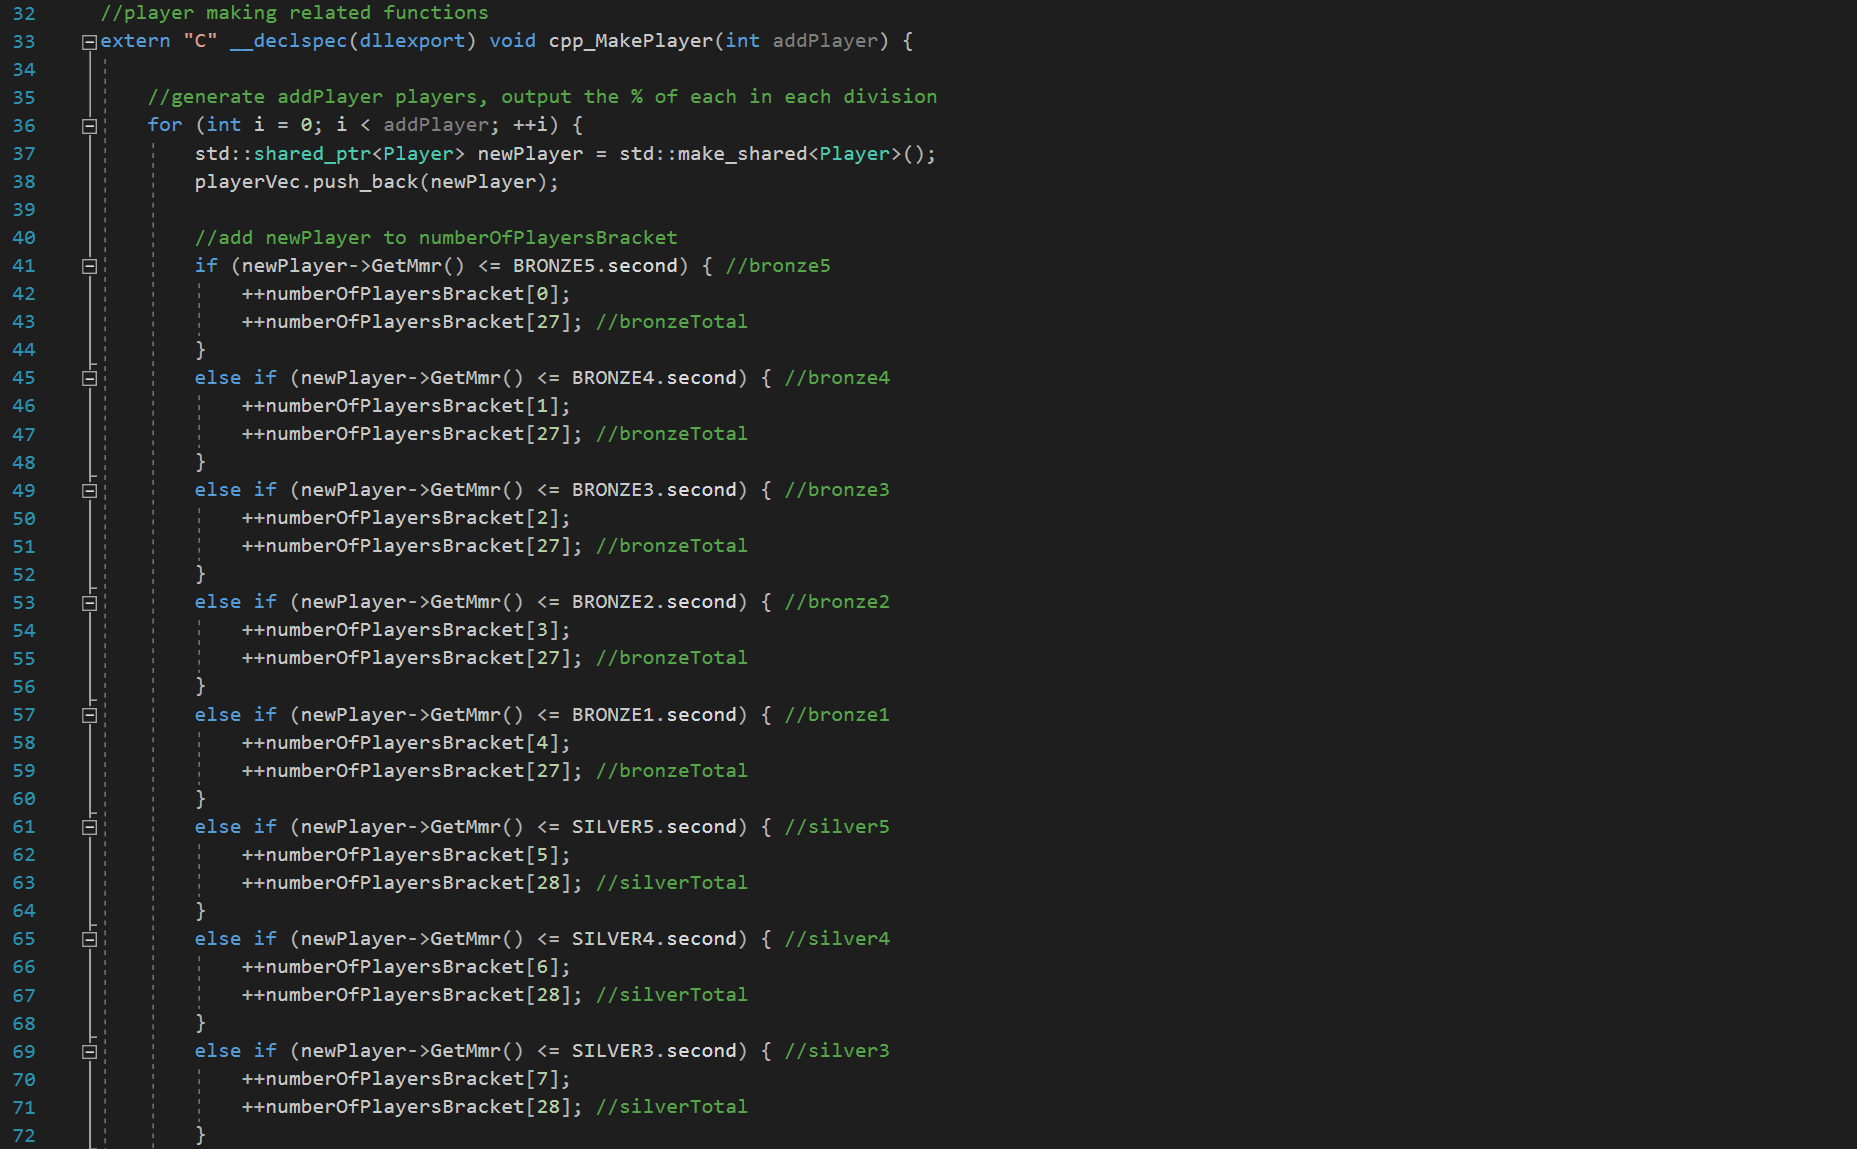 32 //player making related functions
33 extern "C" __declspec(dllexport) void cpp_MakePlayer(int addPlayer) {
34
35 //generate addPlayer players, output the % of each in each division
36 for (int i = 0; i < addPlayer; ++i) {
37 std::shared_ptr<Player> newPlayer = std::make_shared<Player>();
38 playerVec.push_back(newPlayer);
39
40 //add newPlayer to numberOfPlayersBracket
41 if (newPlayer->GetMmr() <= BRONZE5.second) { //bronze5
42 ++numberOfPlayersBracket[0];
43 ++numberOfPlayersBracket[27]; //bronzeTotal
44 }
45 else if (newPlayer->GetMmr() <= BRONZE4.second) { //bronze4
46 ++numberOfPlayersBracket[1];
47 ++numberOfPlayersBracket[27]; //bronzeTotal
48 }
49 else if (newPlayer->GetMmr() <= BRONZE3.second) { //bronze3
50 ++numberOfPlayersBracket[2];
51 ++numberOfPlayersBracket[27]; //bronzeTotal
52 }
53 else if (newPlayer->GetMmr() <= BRONZE2.second) { //bronze2
54 ++numberOfPlayersBracket[3];
55 ++numberOfPlayersBracket[27]; //bronzeTotal
56 }
57 else if (newPlayer->GetMmr() <= BRONZE1.second) { //bronze1
58 ++numberOfPlayersBracket[4];
59 ++numberOfPlayersBracket[27]; //bronzeTotal
60 }
61 else if (newPlayer->GetMmr() <= SILVER5.second) { //silver5
62 ++numberOfPlayersBracket[5];
63 ++numberOfPlayersBracket[28]; //silverTotal
64 }
65 else if (newPlayer->GetMmr() <= SILVER4.second) { //silver4
66 ++numberOfPlayersBracket[6];
67 ++numberOfPlayersBracket[28]; //silverTotal
68 }
69 else if (newPlayer->GetMmr() <= SILVER3.second) { //silver3
70 ++numberOfPlayersBracket[7];
71 ++numberOfPlayersBracket[28]; //silverTotal
72 }